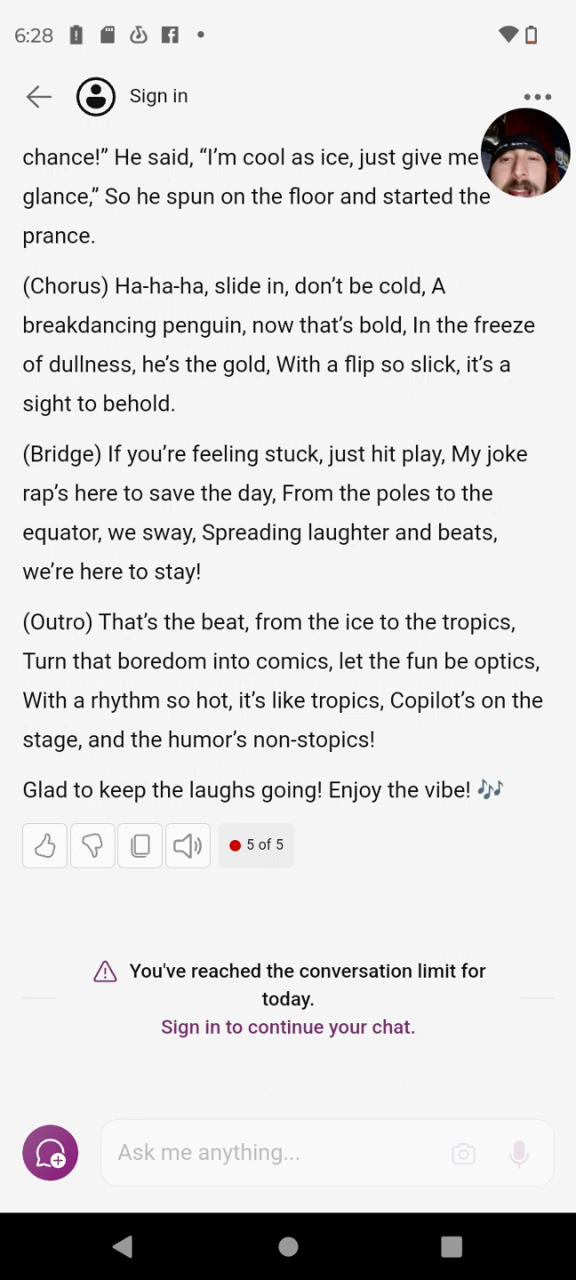 6:28
Sign in
chance!” He said, “I’m cool as ice, just give me
glance,” So he spun on the floor and started the
prance.
(Chorus) Ha-ha-ha, slide in, don’t be cold, A
breakdancing penguin, now that’s bold, In the freeze
of dullness, he’s the gold, With a flip so slick, it’s a
sight to behold.
(Bridge) If you’re feeling stuck, just hit play, My joke
rap’s here to save the day, From the poles to the
equator, we sway, Spreading laughter and beats,
we’re here to stay!
(Outro) That’s the beat, from the ice to the tropics,
Turn that boredom into comics, let the fun be optics,
With a rhythm so hot, it’s like tropics, Copilot’s on the
stage, and the humor’s non-stopics!
Glad to keep the laughs going! Enjoy the vibe! 🎶
5 of 5
You've reached the conversation limit for
today.
Sign in to continue your chat.
Ask me anything...